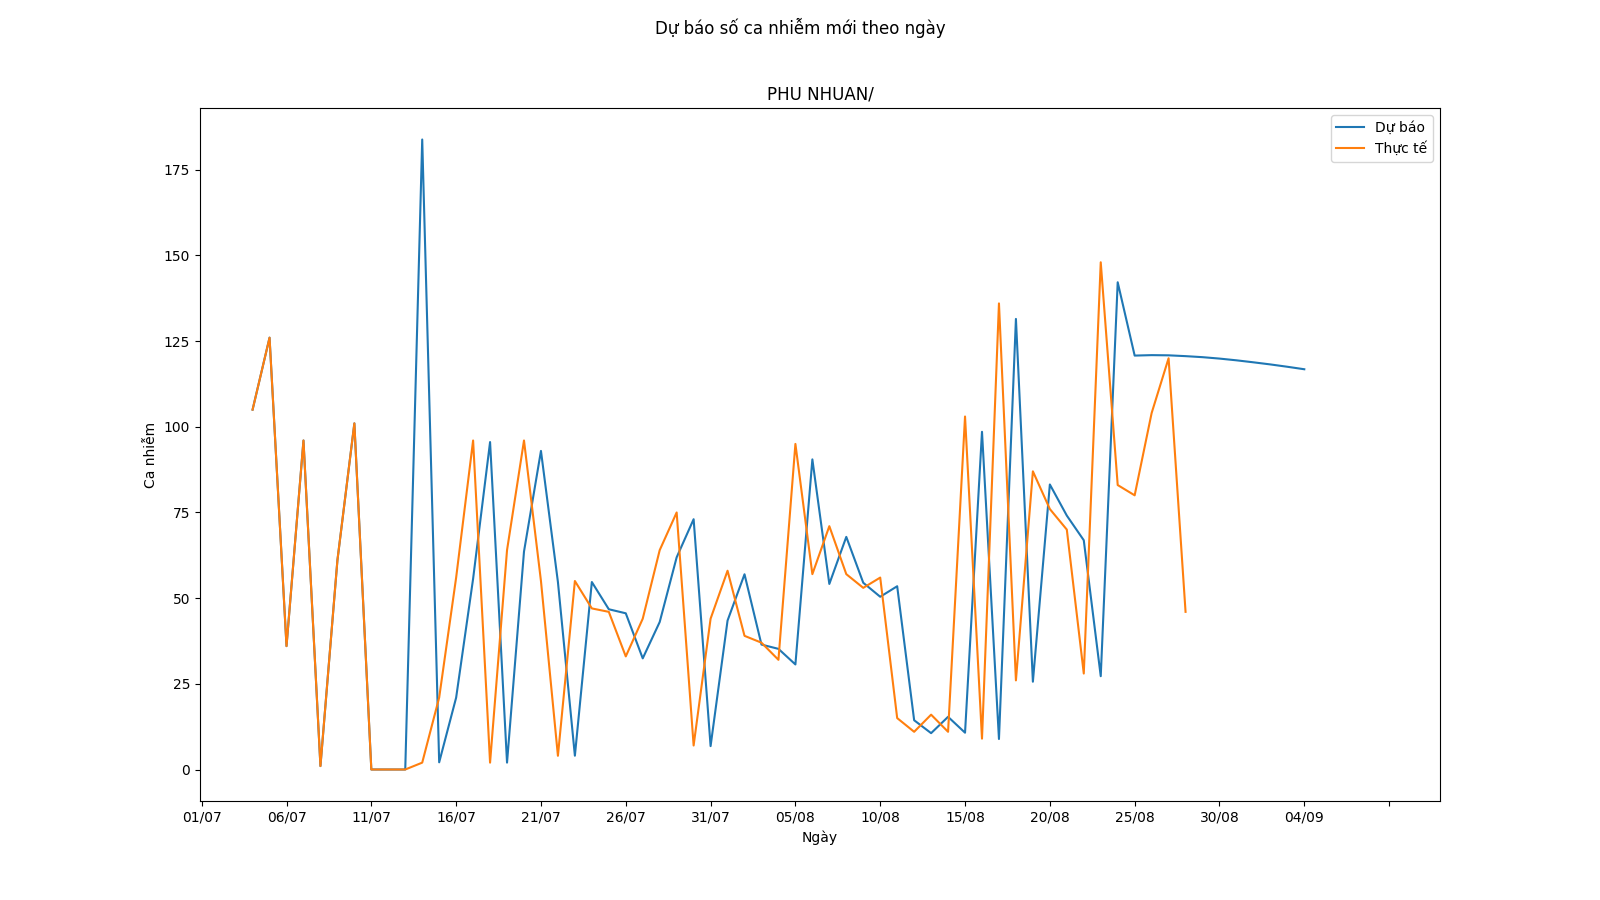 Dự báo số ca nhiễm mới theo ngày
PHU NHUAN/
Dự báo
Thực tế
175
150
125
100
75
50
25
0
Ca nhiễm
01/07 06/07 11/07 16/07 21/07 26/07 31/07 05/08 10/08 15/08 20/08 25/08 30/08 04/09
Ngày